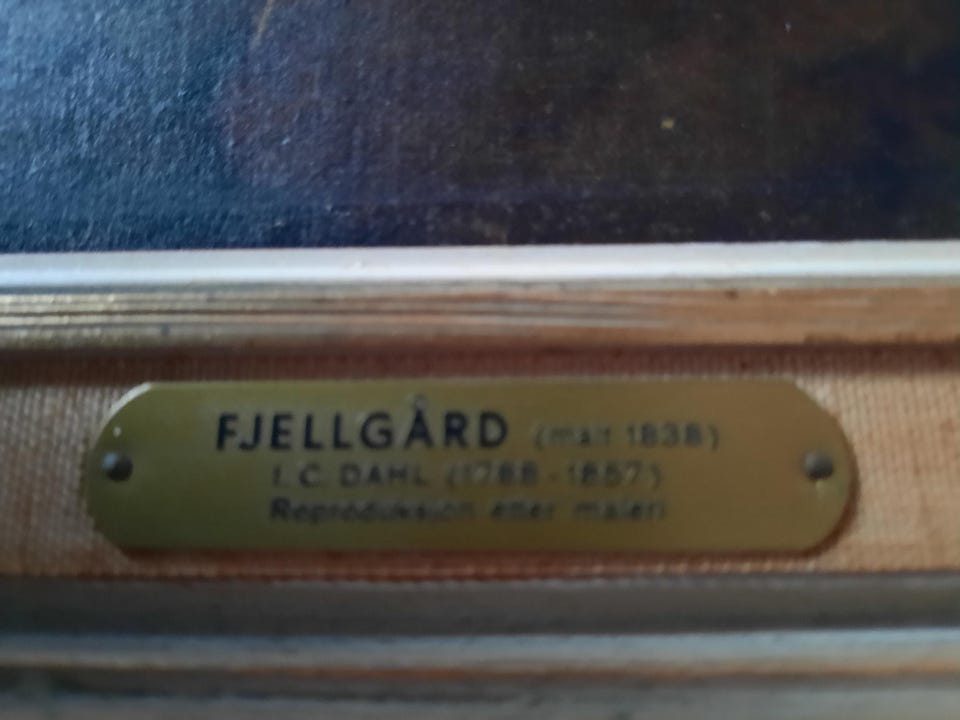 FJELLGÅRD (malt 1838)
I. C. DAHL (1788-1857)
Reproduksjon etter maleri